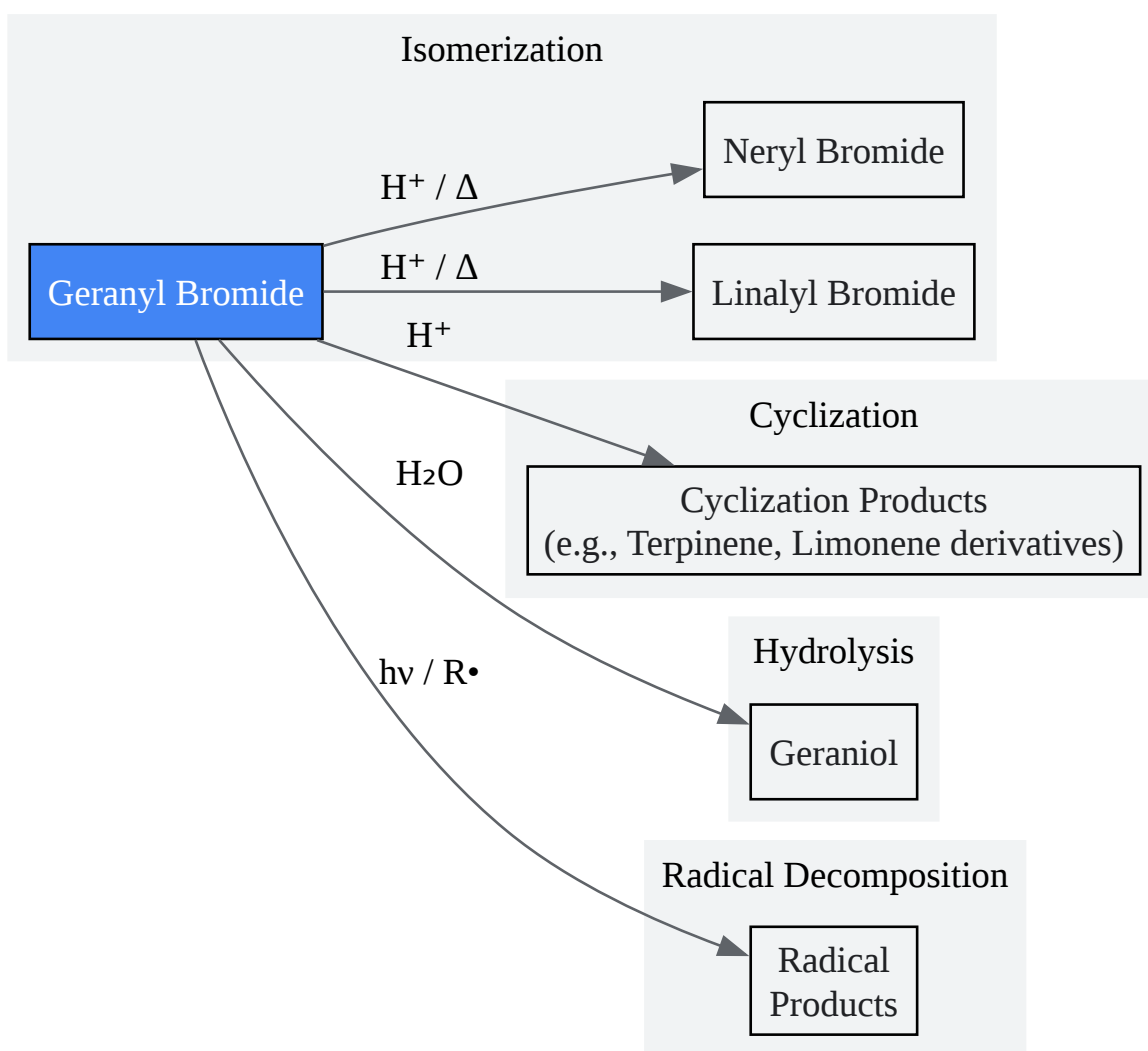 Isomerization
Neryl Bromide
H⁺ / Δ
Geranyl Bromide
H⁺ / Δ
Linalyl Bromide
H⁺
Cyclization
H₂O
Cyclization Products
(e.g., Terpinene, Limonene derivatives)
Hydrolysis
hν / R•
Geraniol
Radical Decomposition
Radical
Products